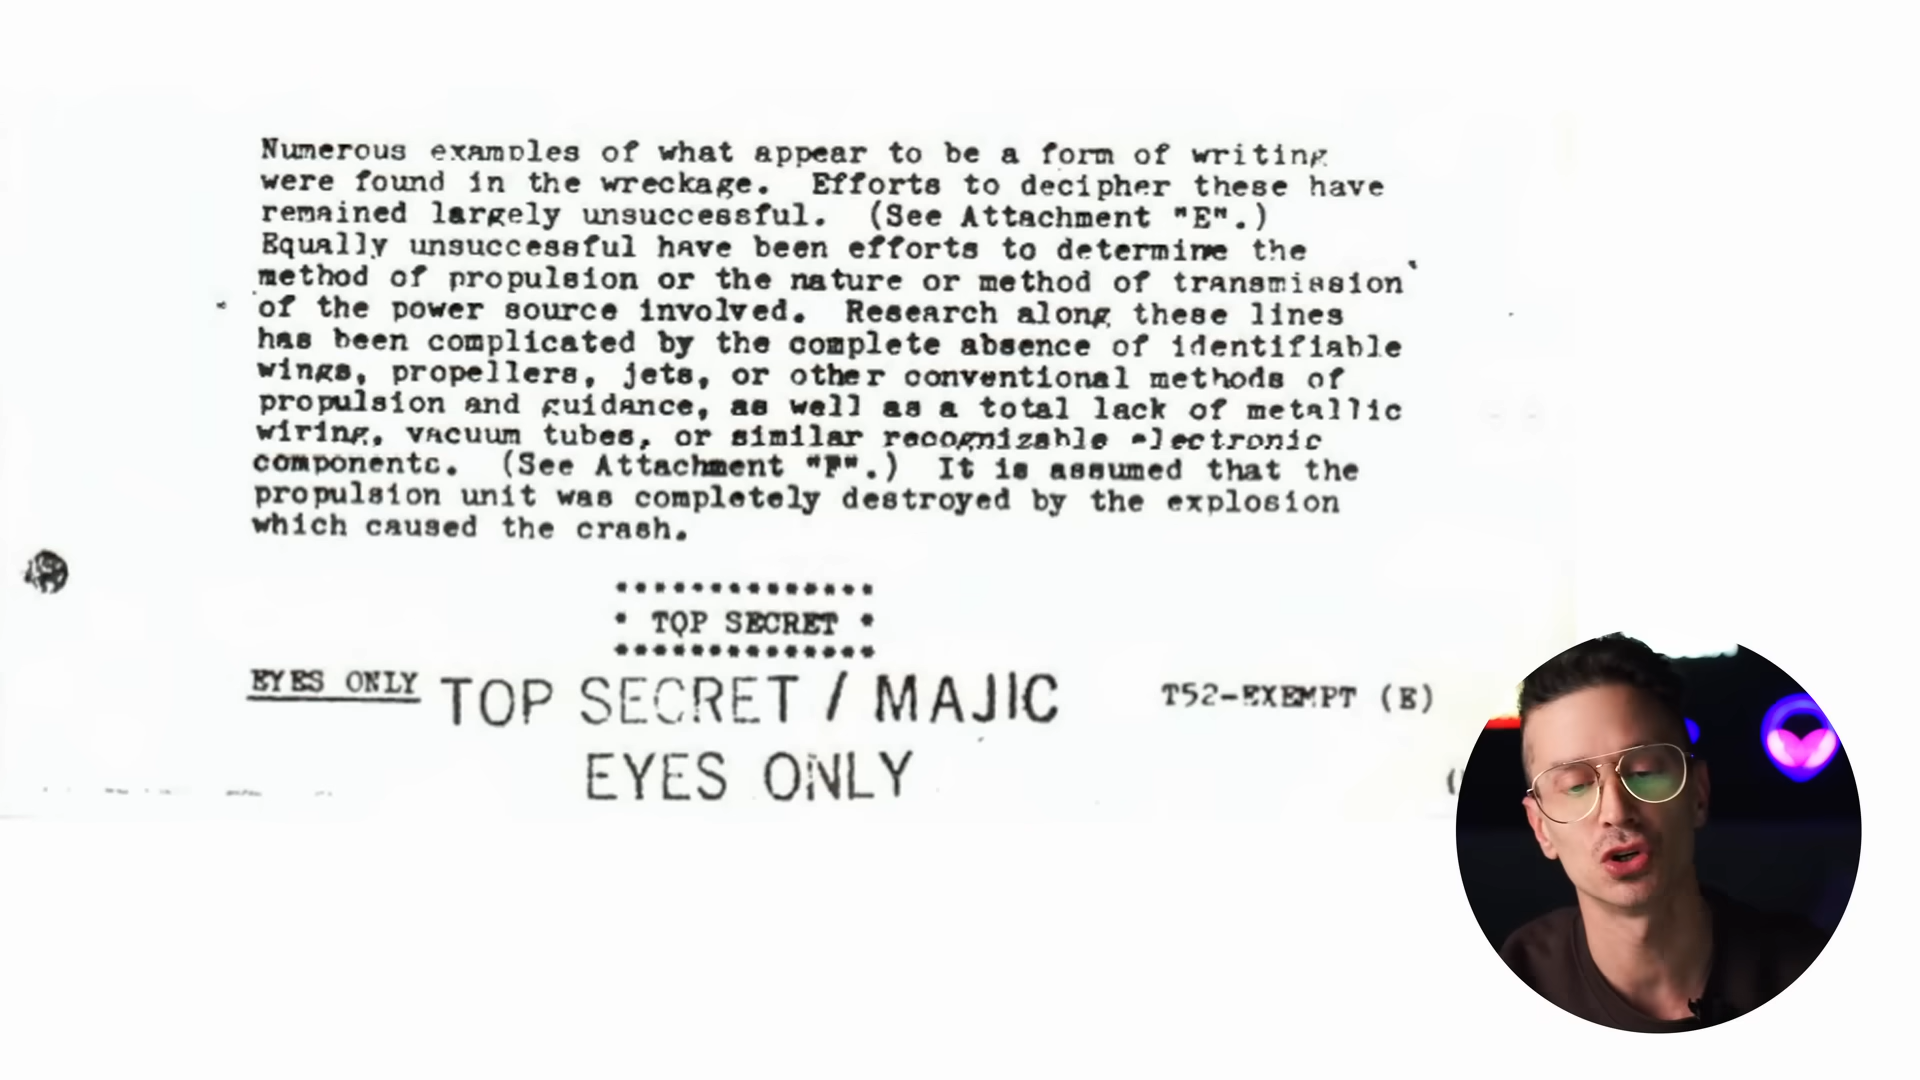 Numerous examples of what appear to be a form of writing
were found in the wreckage. Efforts to decipher these have
remained largely unsuccessful. (See Attachment "E".)
Equally unsuccessful have been efforts to determine the
method of propulsion or the nature or method of transmission
of the power source involved. Research along these lines
has been complicated by the complete absence of identifiable
wings, propellers, jets, or other conventional methods of
propulsion and guidance, as well as a total lack of metallic
wiring, vacuum tubes, or similar recognizable electronic
components. (See Attachment "F".) It is assumed that the
propulsion unit was completely destroyed by the explosion
which caused the crash.
**************
* TOP SECRET *
**************
EYES ONLY TOP SECRET / MAJIC T52-EXEMPT (E)
EYES ONLY